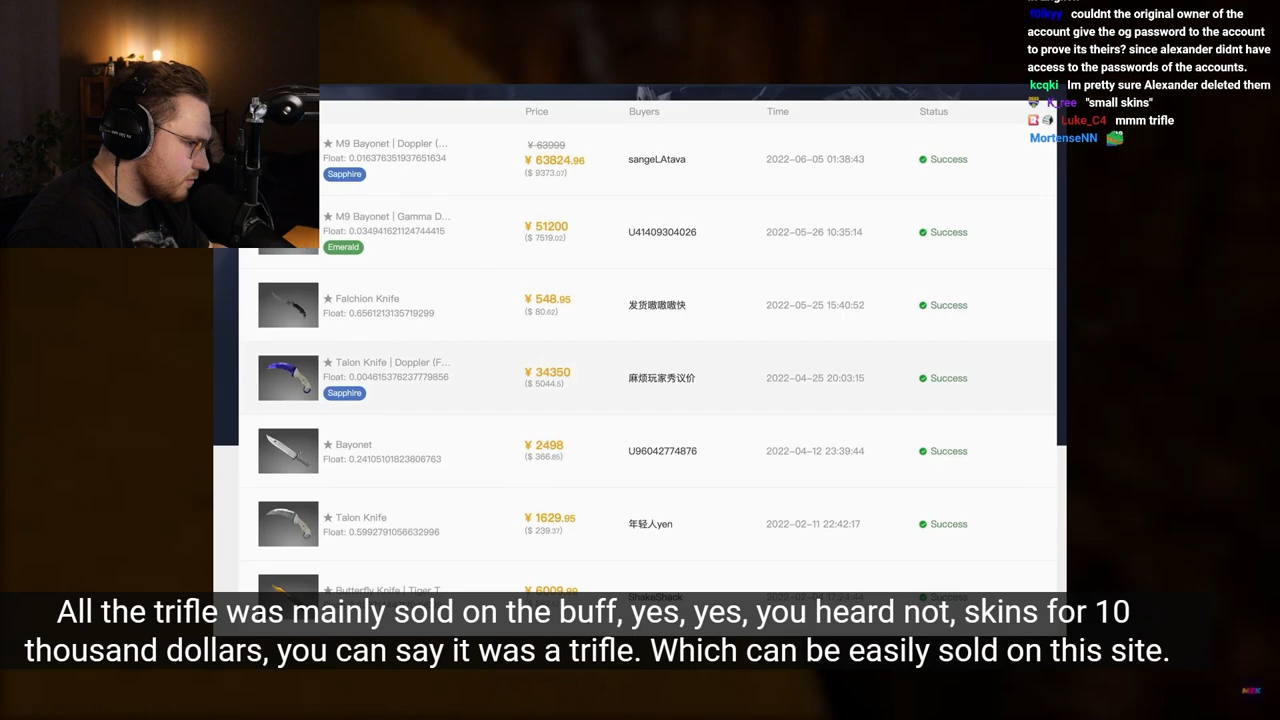 f0lkyy couldnt the original owner of the
account give the og password to the account
to prove its theirs? since alexander didnt have
access to the passwords of the accounts.
kcqki Im pretty sure Alexander deleted them
K_ree "small skins"
Luke_C4 mmm trifle
MortenseNN
Price Buyers Time Status
★ M9 Bayonet | Doppler (...
Float: 0.016376351937651634
Sapphire
¥ 63999
¥ 63824.96
($ 9373.07)
sangeLAtava
2022-06-05 01:38:43
Success
★ M9 Bayonet | Gamma D...
Float: 0.034941621124744415
Emerald
¥ 51200
($ 7519.02)
U41409304026
2022-05-26 10:35:14
Success
★ Falchion Knife
Float: 0.6561213135719299
¥ 548.95
($ 80.62)
发货嗷嗷嗷快
2022-05-25 15:40:52
Success
★ Talon Knife | Doppler (F...
Float: 0.004615376237779856
Sapphire
¥ 34350
($ 5044.5)
麻烦玩家秀议价
2022-04-25 20:03:15
Success
★ Bayonet
Float: 0.24105101823806763
¥ 2498
($ 366.85)
U96042774876
2022-04-12 23:39:44
Success
★ Talon Knife
Float: 0.5992791056632996
¥ 1629.95
($ 239.37)
年轻人yen
2022-02-11 22:42:17
Success
★ Butterfly Knife | Tiger T...
¥ 6009.99
ShakeShack
Success
All the trifle was mainly sold on the buff, yes, yes, you heard not, skins for 10
thousand dollars, you can say it was a trifle. Which can be easily sold on this site.